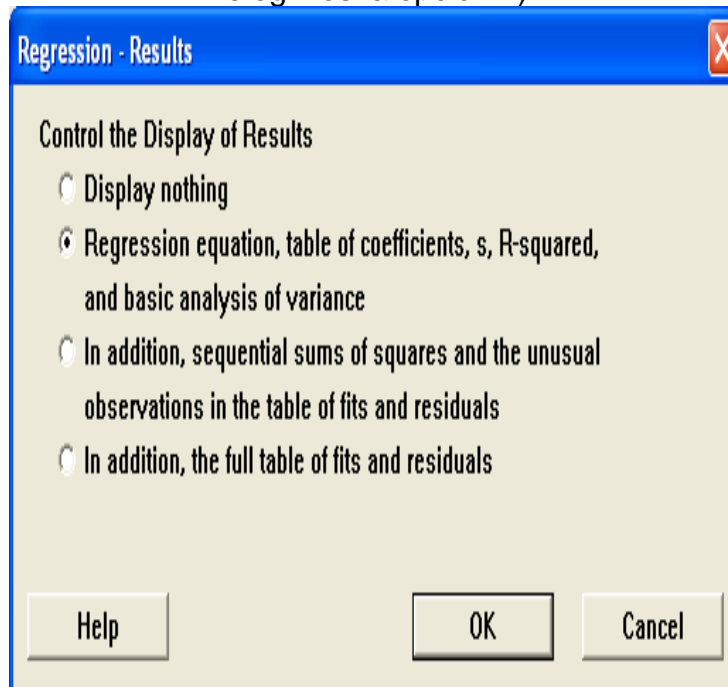 Regression - Results
Control the Display of Results
Display nothing
Regression equation, table of coefficients, s, R-squared,
and basic analysis of variance
In addition, sequential sums of squares and the unusual
observations in the table of fits and residuals
In addition, the full table of fits and residuals
Help OK Cancel